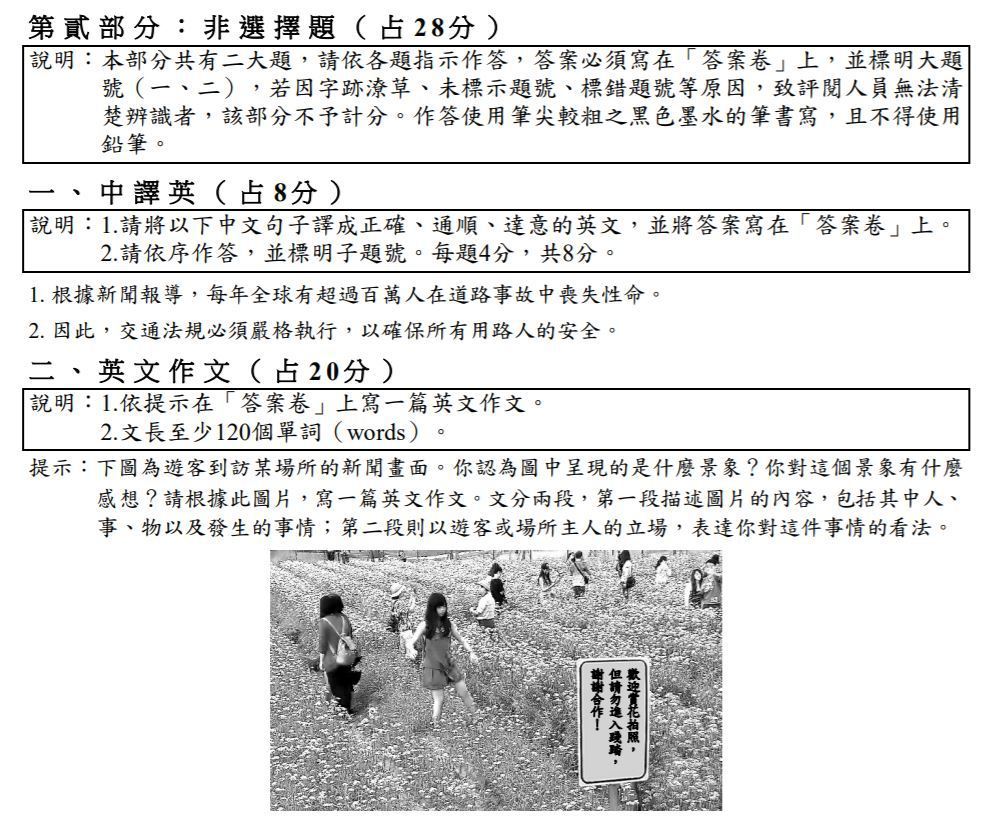 第貳部分：非選擇題（占28分）
說明：本部分共有二大題，請依各題指示作答，答案必須寫在「答案卷」上，並標明大題
號（一、二），若因字跡潦草、未標示題號、標錯題號等原因，致評閱人員無法清
楚辨識者，該部分不予計分。作答使用筆尖較粗之黑色墨水的筆書寫，且不得使用
鉛筆。
一、中譯英（占8分）
說明：1.請將以下中文句子譯成正確、通順、達意的英文，並將答案寫在「答案卷」上。
2.請依序作答，並標明子題號。每題4分，共8分。
1. 根據新聞報導，每年全球有超過百萬人在道路事故中喪失性命。
2. 因此，交通法規必須嚴格執行，以確保所有用路人的安全。
二、英文作文（占20分）
說明：1.依提示在「答案卷」上寫一篇英文作文。
2.文長至少120個單詞（words）。
提示：下圖為遊客到訪某場所的新聞畫面。你認為圖中呈現的是什麼景象？你對這個景象有什麼
感想？請根據此圖片，寫一篇英文作文。文分兩段，第一段描述圖片的內容，包括其中人、
事、物以及發生的事情；第二段則以遊客或場所主人的立場，表達你對這件事情的看法。
歡迎賞花拍照，
但請勿進入踐踏，
謝謝合作！